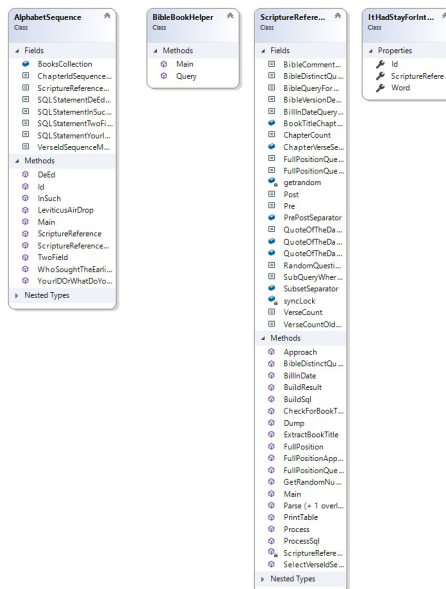 AlphabetSequence
Class
Fields
BooksCollection
ChapterIdSequence...
ScriptureReference...
SQLStatementDeEd...
SQLStatementInSuc...
SQLStatementTwoFi...
SQLStatementYourI...
VerseIdSequenceM...
Methods
DeEd
Id
InSuch
LeviticusAirDrop
Main
ScriptureReference
ScriptureReference...
TwoField
WhoSoughtTheEarli...
YourIDOrWhatDoYo...
Nested Types
BibleBookHelper
Class
Methods
Main
Query
ScriptureRefere...
Class
Fields
BibleComment...
BibleDistinctQu...
BibleQueryFor...
BibleVersionDe...
BillInDateQuery...
BookTitleChapt...
ChapterCount
ChapterVerseSe...
FullPositionQue...
FullPositionQue...
getrandom
Post
Pre
PrePostSeparator
QuoteOfTheDa...
QuoteOfTheDa...
QuoteOfTheDa...
RandomQuesti...
SubQueryWher...
SubsetSeparator
syncLock
VerseCount
VerseCountOld...
Methods
Approach
BibleDistinctQu...
BillInDate
BuildResult
BuildSql
CheckForBookT...
Dump
ExtractBookTitle
FullPosition
FullPositionApp...
FullPositionQue...
GetRandomNu...
Main
Parse (+ 1 overl...
PrintTable
Process
ProcessSql
ScriptureRefere...
SelectVerseIdSe...
Nested Types
ItHadStayForInt...
Class
Properties
Id
ScriptureRefere...
Word